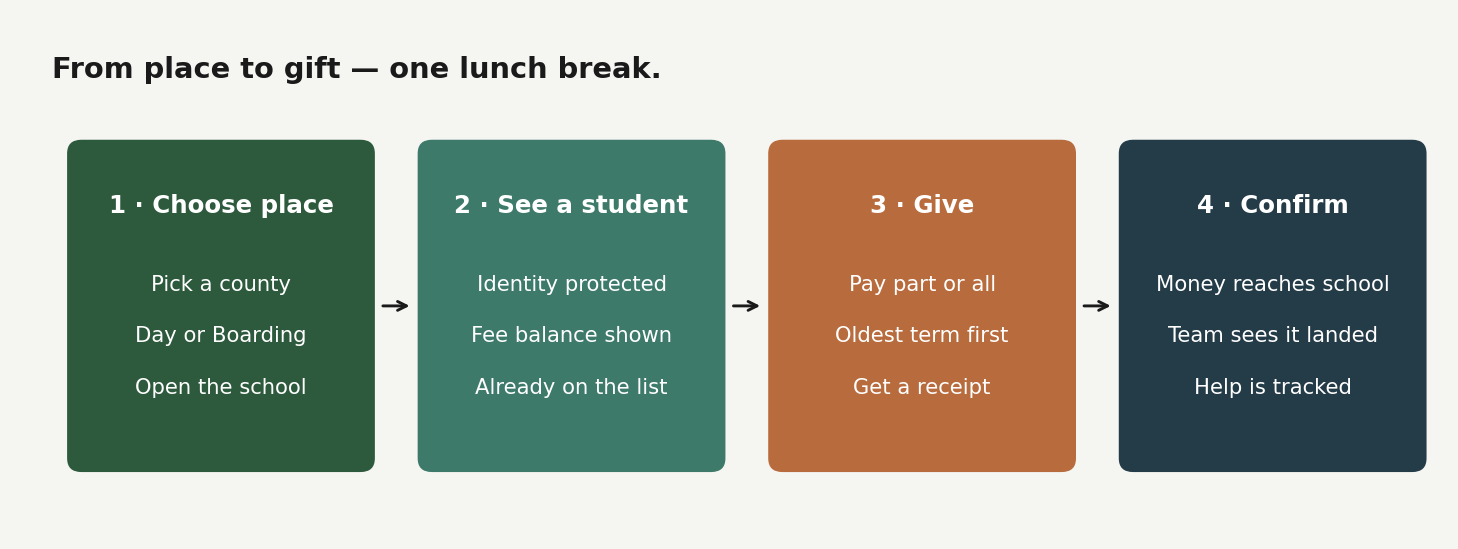 From place to gift — one lunch break.
1 · Choose place
Pick a county
Day or Boarding
Open the school
2 · See a student
Identity protected
Fee balance shown
Already on the list
3 · Give
Pay part or all
Oldest term first
Get a receipt
4 · Confirm
Money reaches school
Team sees it landed
Help is tracked